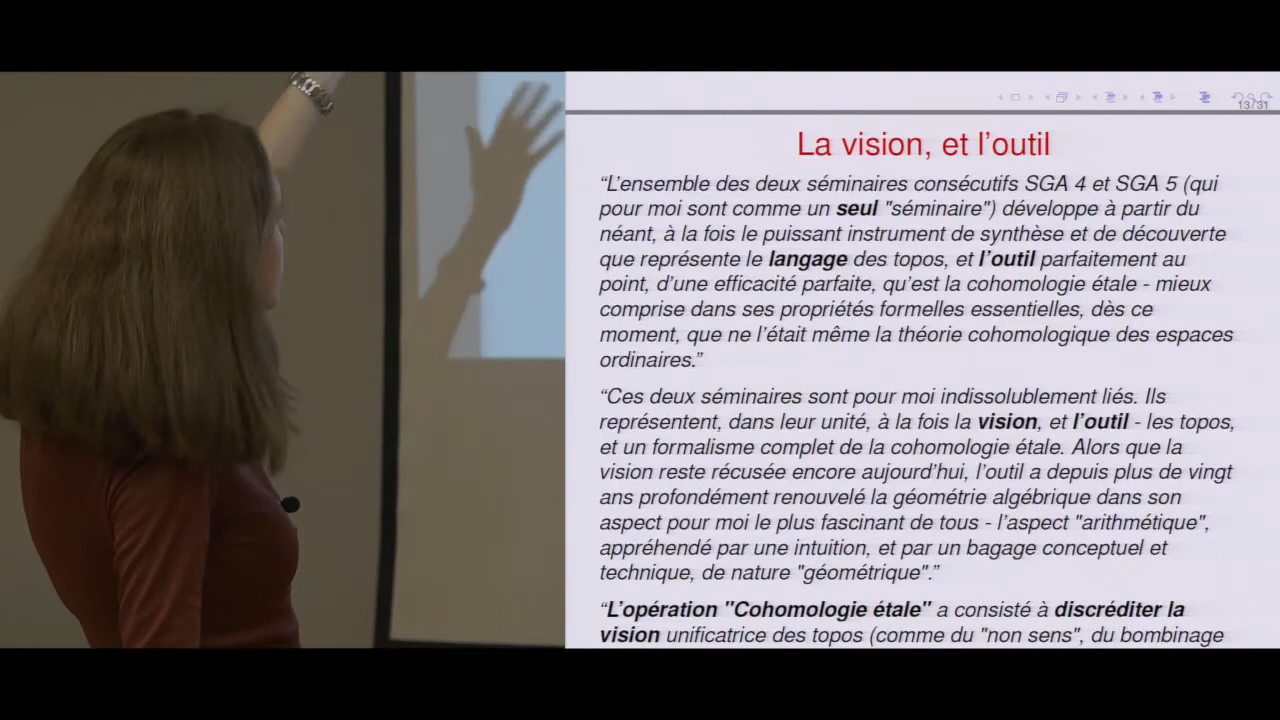 13/31
La vision, et l'outil
“L'ensemble des deux séminaires consécutifs SGA 4 et SGA 5 (qui
pour moi sont comme un seul "séminaire") développe à partir du
néant, à la fois le puissant instrument de synthèse et de découverte
que représente le langage des topos, et l'outil parfaitement au
point, d'une efficacité parfaite, qu'est la cohomologie étale - mieux
comprise dans ses propriétés formelles essentielles, dès ce
moment, que ne l'était même la théorie cohomologique des espaces
ordinaires.”
“Ces deux séminaires sont pour moi indissolublement liés. Ils
représentent, dans leur unité, à la fois la vision, et l'outil - les topos,
et un formalisme complet de la cohomologie étale. Alors que la
vision reste récusée encore aujourd'hui, l'outil a depuis plus de vingt
ans profondément renouvelé la géométrie algébrique dans son
aspect pour moi le plus fascinant de tous - l'aspect "arithmétique",
appréhendé par une intuition, et par un bagage conceptuel et
technique, de nature "géométrique".”
“L'opération "Cohomologie étale" a consisté à discréditer la
vision unificatrice des topos (comme du "non sens", du bombinage